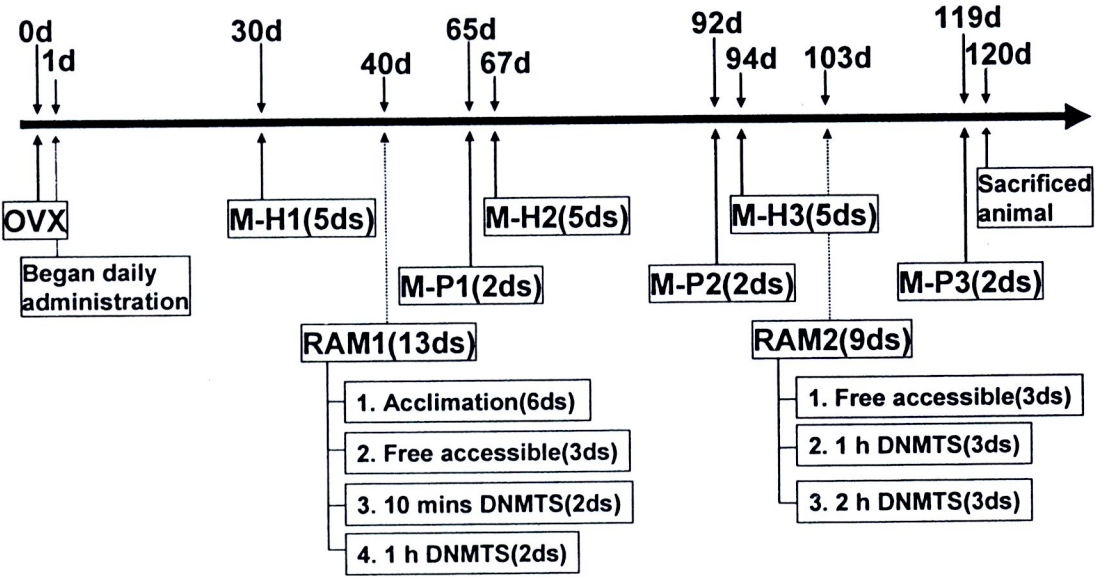 0d
1d
30d
40d
65d
67d
92d
94d
103d
119d
120d
OVX
Began daily
administration
M-H1(5ds)
M-P1(2ds)
M-H2(5ds)
M-P2(2ds)
M-H3(5ds)
M-P3(2ds)
Sacrificed
animal
RAM1(13ds)
1. Acclimation(6ds)
2. Free accessible(3ds)
3. 10 mins DNMTS(2ds)
4. 1 h DNMTS(2ds)
RAM2(9ds)
1. Free accessible(3ds)
2. 1 h DNMTS(3ds)
3. 2 h DNMTS(3ds)